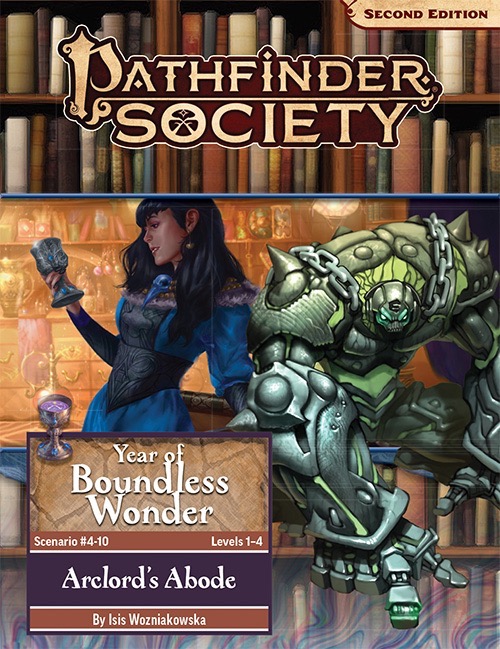 SECOND EDITION
PATHFINDER®
SOCIETY
Year of
Boundless
Wonder
Scenario #4-10 Levels 1–4
Arclord's Abode
By Isis Wozniakowska